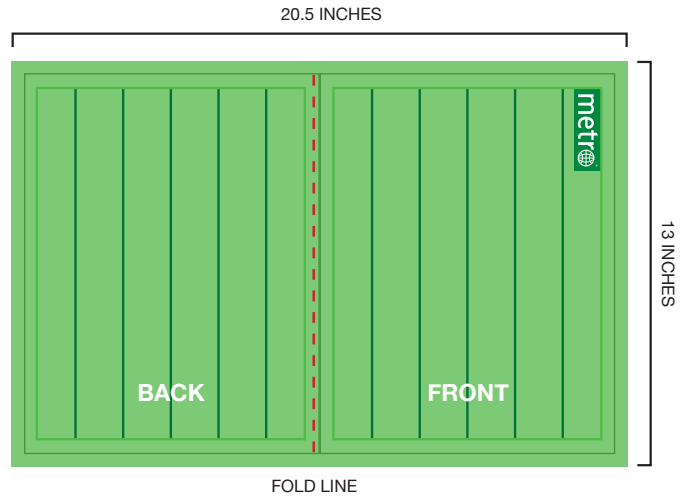 20.5 INCHES
metro
13 INCHES
BACK
FRONT
FOLD LINE